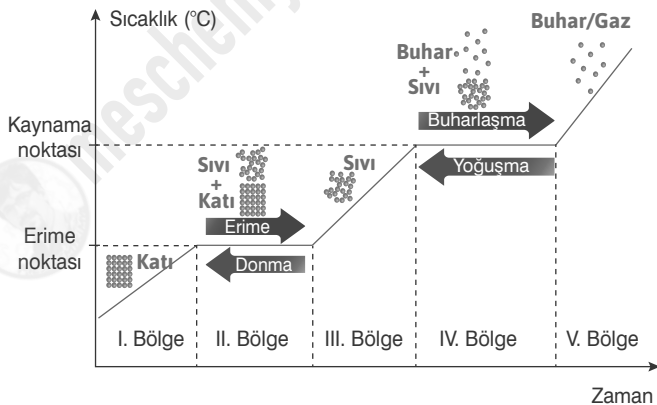 Sıcaklık (°C)
Buhar/Gaz
Buhar
+
Sıvı
Kaynama
noktası
Buharlaşma
Yoğuşma
Sıvı
+
Katı
Sıvı
Erime
Erime
noktası
Donma
Katı
I. Bölge
II. Bölge
III. Bölge
IV. Bölge
V. Bölge
Zaman